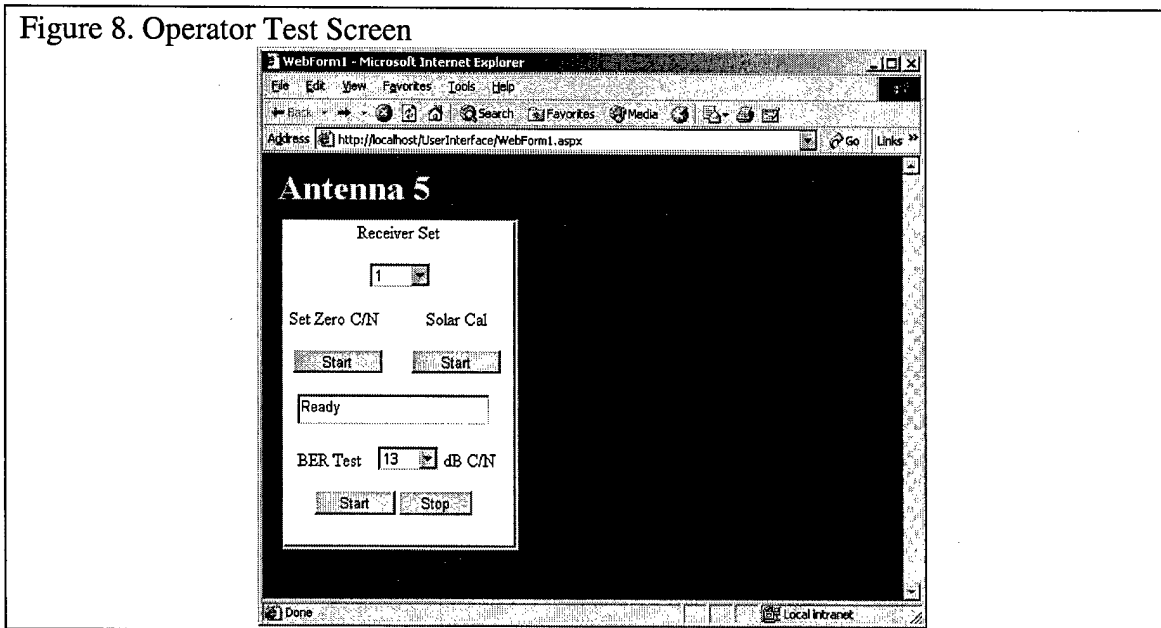 Figure 8. Operator Test Screen
WebForm1 - Microsoft Internet Explorer
File Edit View Favorites Tools Help
Back Search Favorites Media
Address http://localhost/UserInterface/WebForm1.aspx Go Links »
Antenna 5
Receiver Set
1
Set Zero C/N Solar Cal
Start Start
Ready
BER Test 13 dB C/N
Start Stop
Done Local intranet